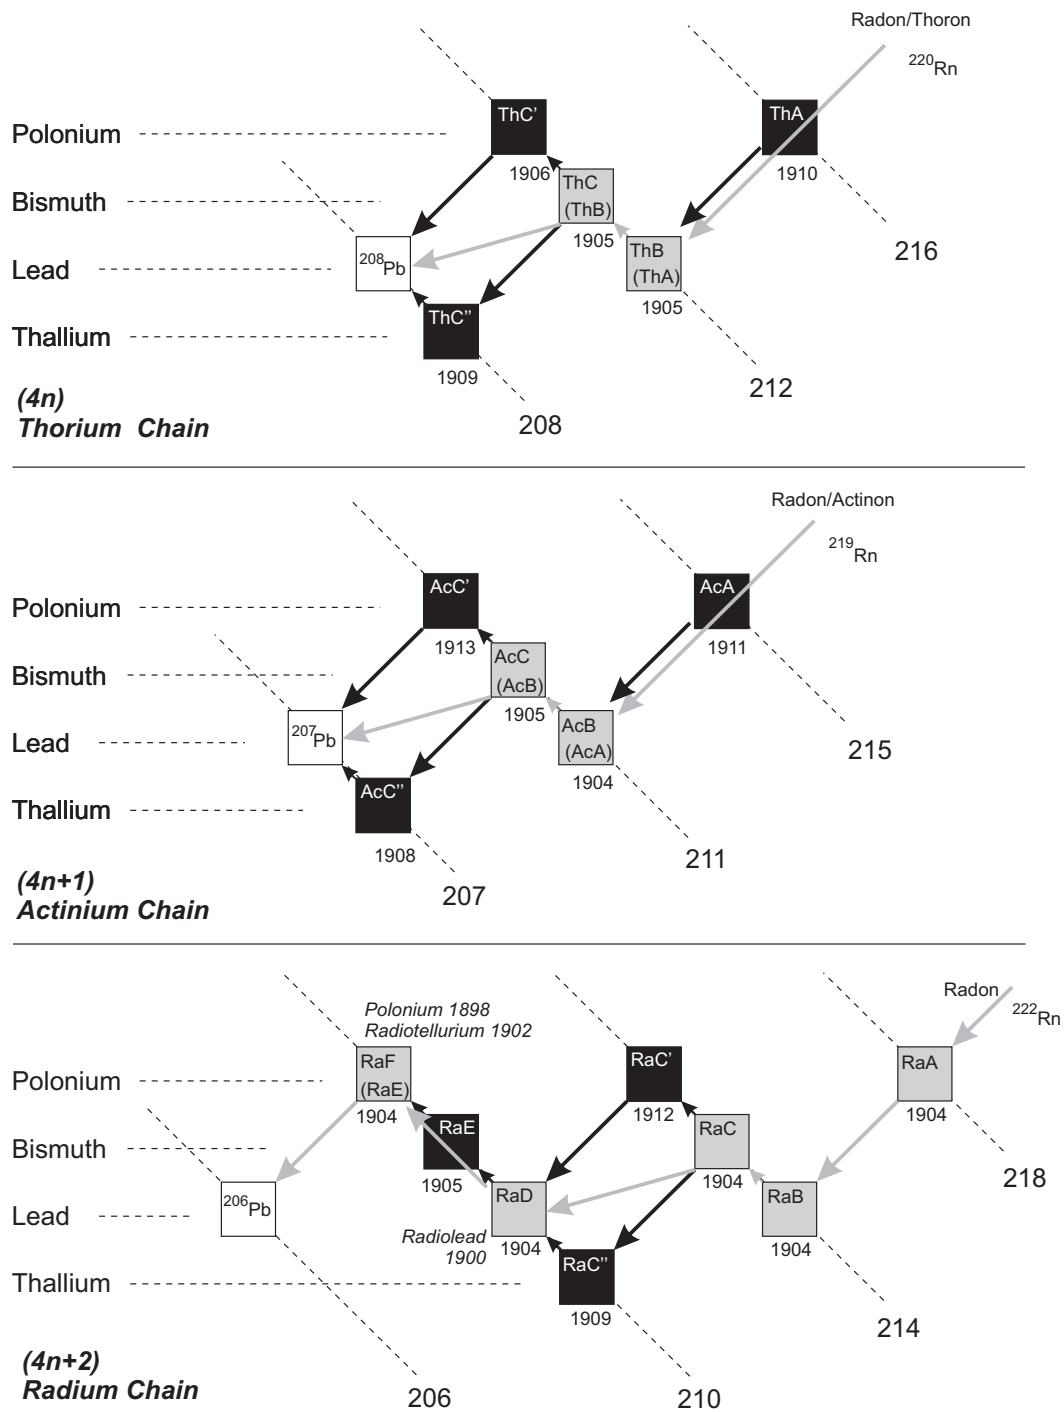 Radon/Thoron
220Rn
ThC’
ThA
Polonium
1906
1910
ThC
(ThB)
Bismuth
1905
216
208Pb
ThB
(ThA)
Lead
1905
ThC”
Thallium
1909
212
(4n)
208
Thorium Chain
Radon/Actinon
219Rn
AcC’
AcA
Polonium
1913
1911
AcC
(AcB)
Bismuth
1905
207Pb
AcB
(AcA)
Lead
215
1904
AcC”
Thallium
1908
211
(4n+1)
207
Actinium Chain
Radon
222Rn
Polonium 1898
Radiotellurium 1902
RaF
(RaE)
RaC’
RaA
Polonium
1904
1912
1904
RaE
RaC
Bismuth
1905
1904
218
206Pb
RaD
RaB
Lead
Radiolead
1900
1904
1904
RaC”
Thallium
1909
214
(4n+2)
Radium Chain
206
210